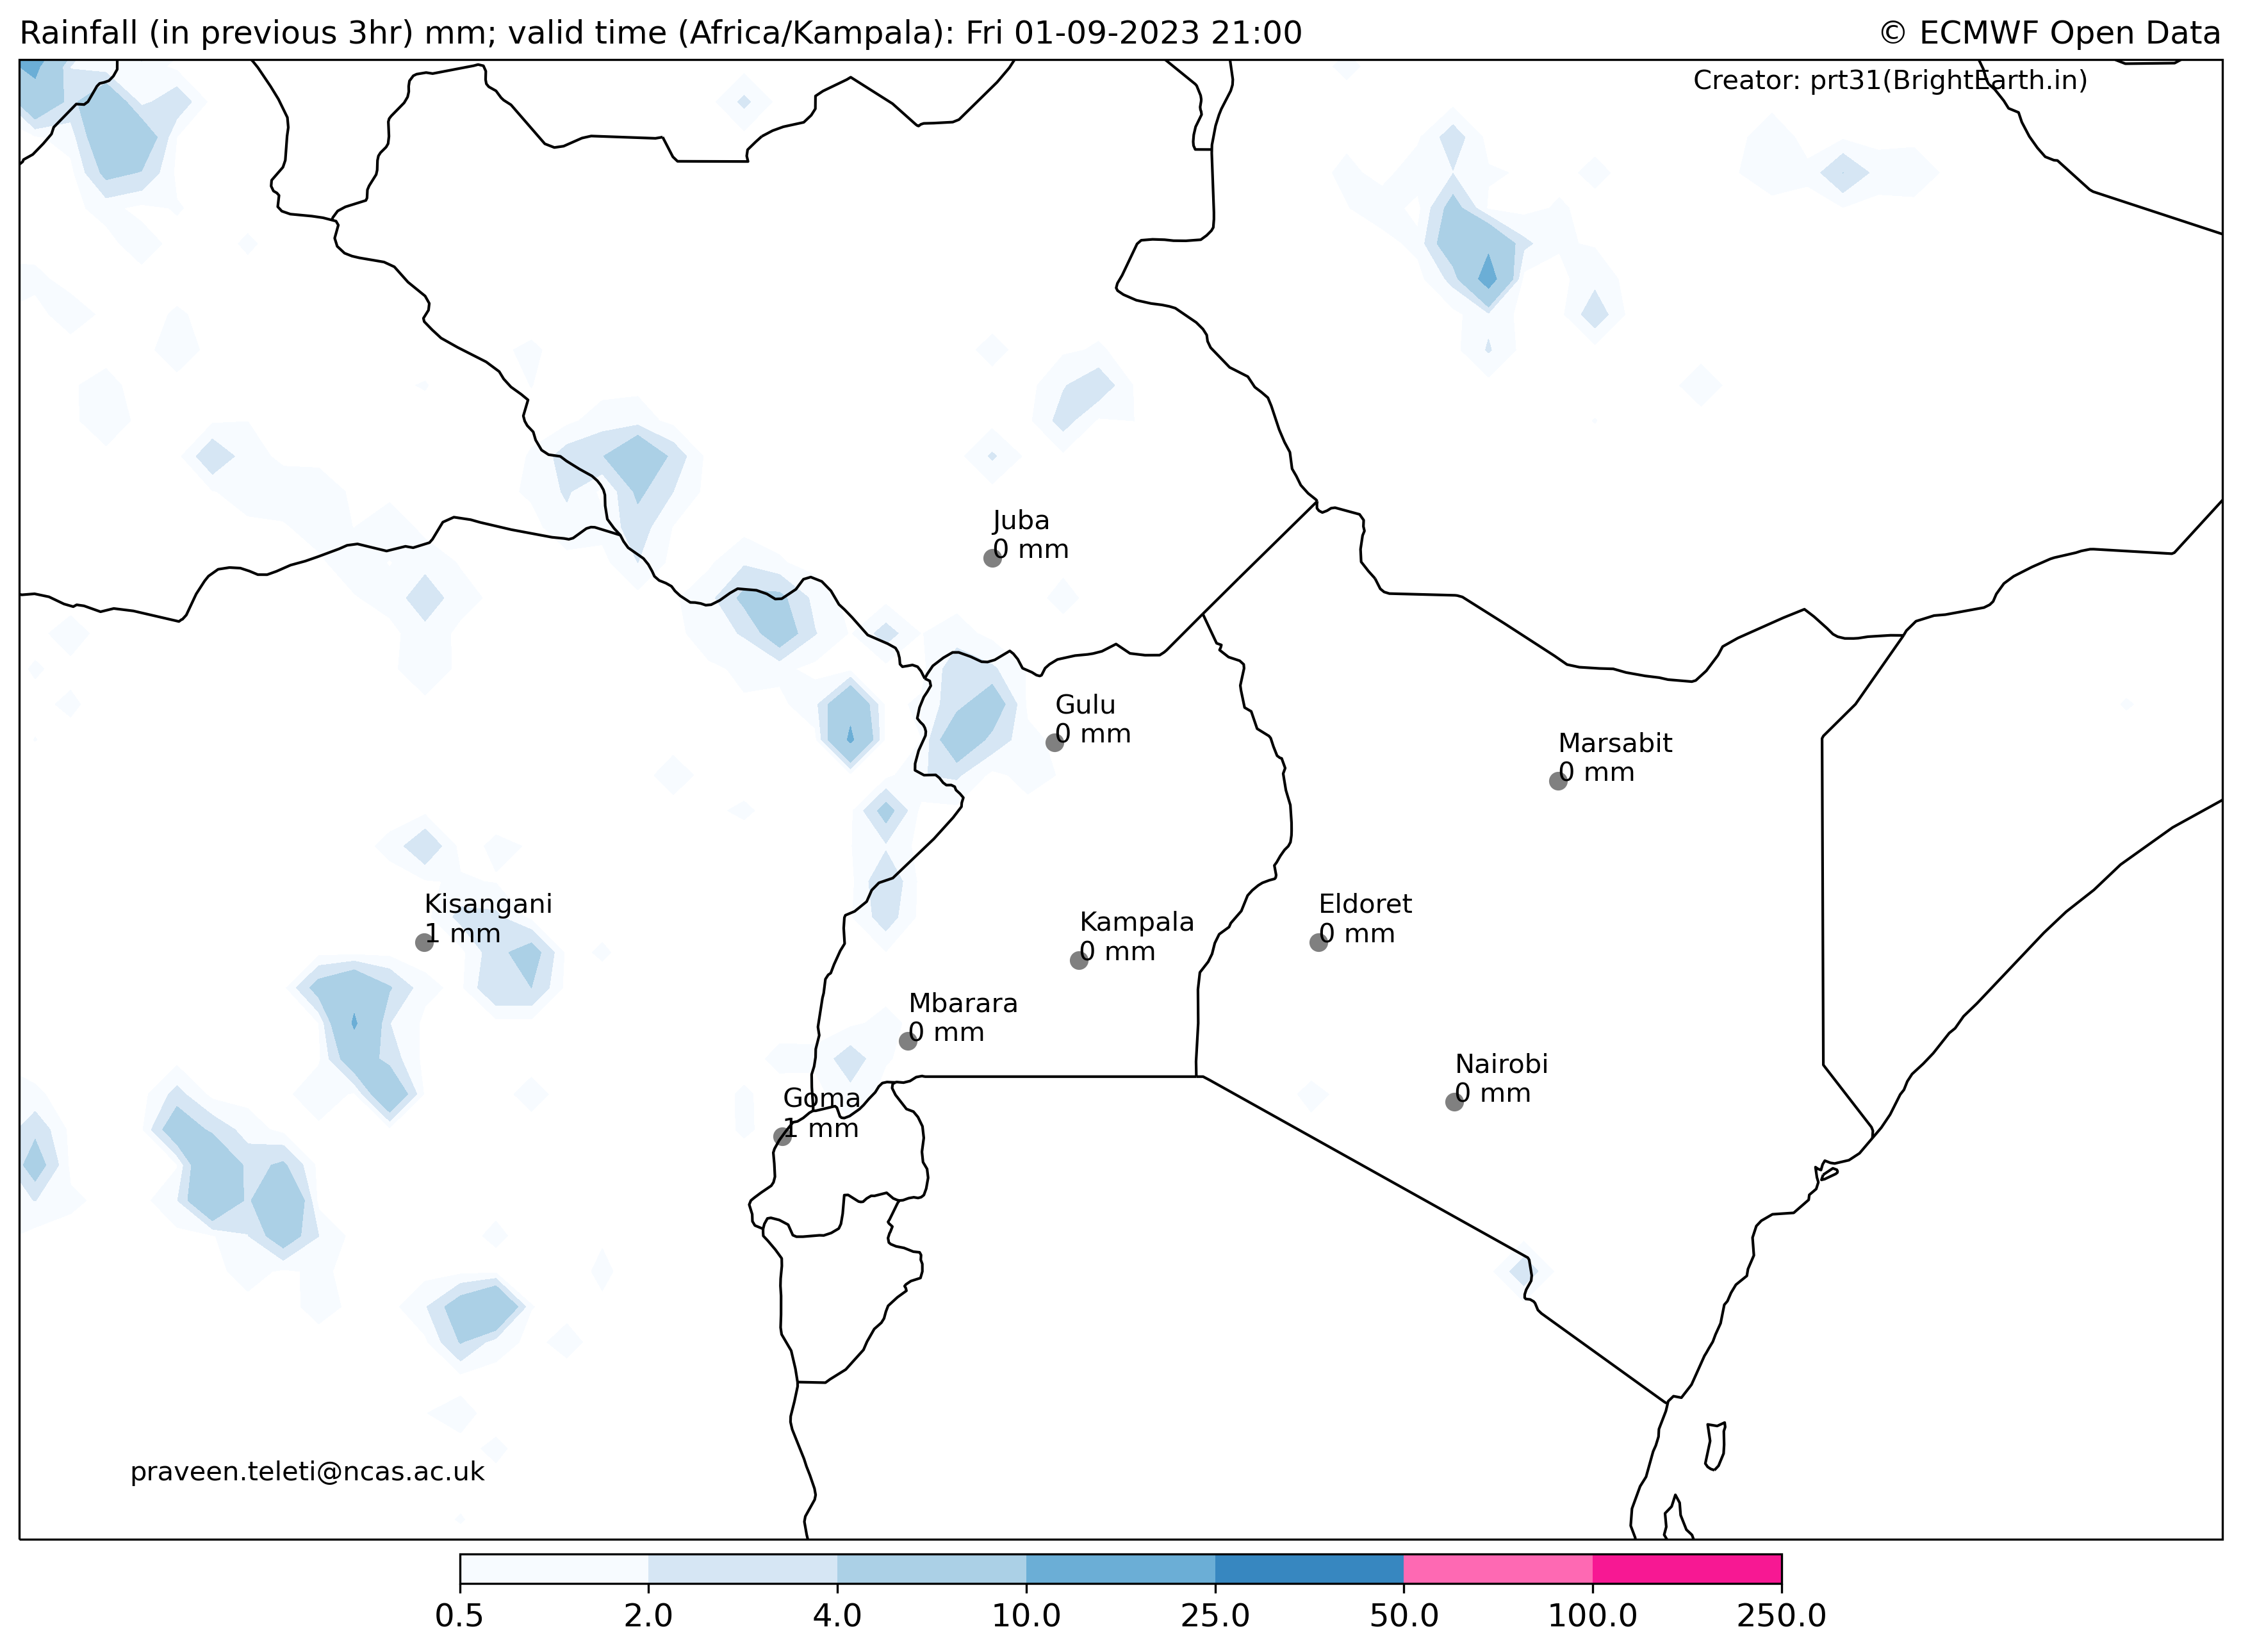 Rainfall (in previous 3hr) mm; valid time (Africa/Kampala): Fri 01-09-2023 21:00
© ECMWF Open Data
Creator: prt31(BrightEarth.in)
Juba
0 mm
Gulu
0 mm
Marsabit
0 mm
Kisangani
1 mm
Kampala
0 mm
Eldoret
0 mm
Mbarara
0 mm
Nairobi
0 mm
Goma
1 mm
praveen.teleti@ncas.ac.uk
0.5 2.0 4.0 10.0 25.0 50.0 100.0 250.0